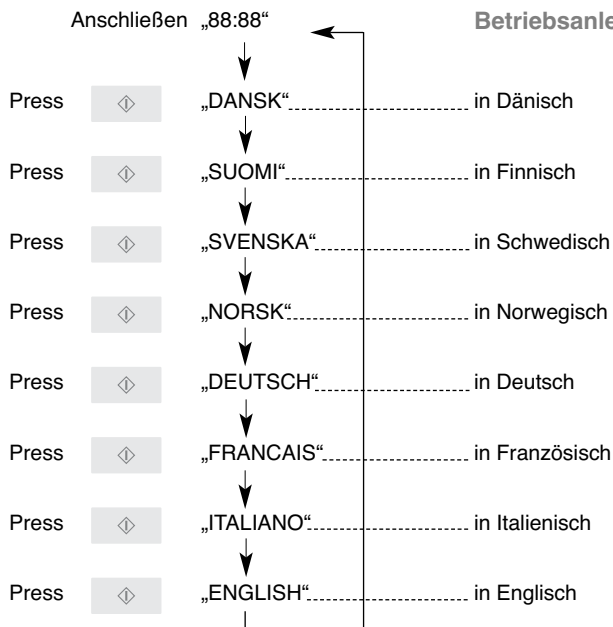 Anschließen „88:88“ Betriebsanle
Press „DANSK“ in Dänisch
Press „SUOMI“ in Finnisch
Press „SVENSKA“ in Schwedisch
Press „NORSK“ in Norwegisch
Press „DEUTSCH“ in Deutsch
Press „FRANCAIS“ in Französisch
Press „ITALIANO“ in Italienisch
Press „ENGLISH“ in Englisch